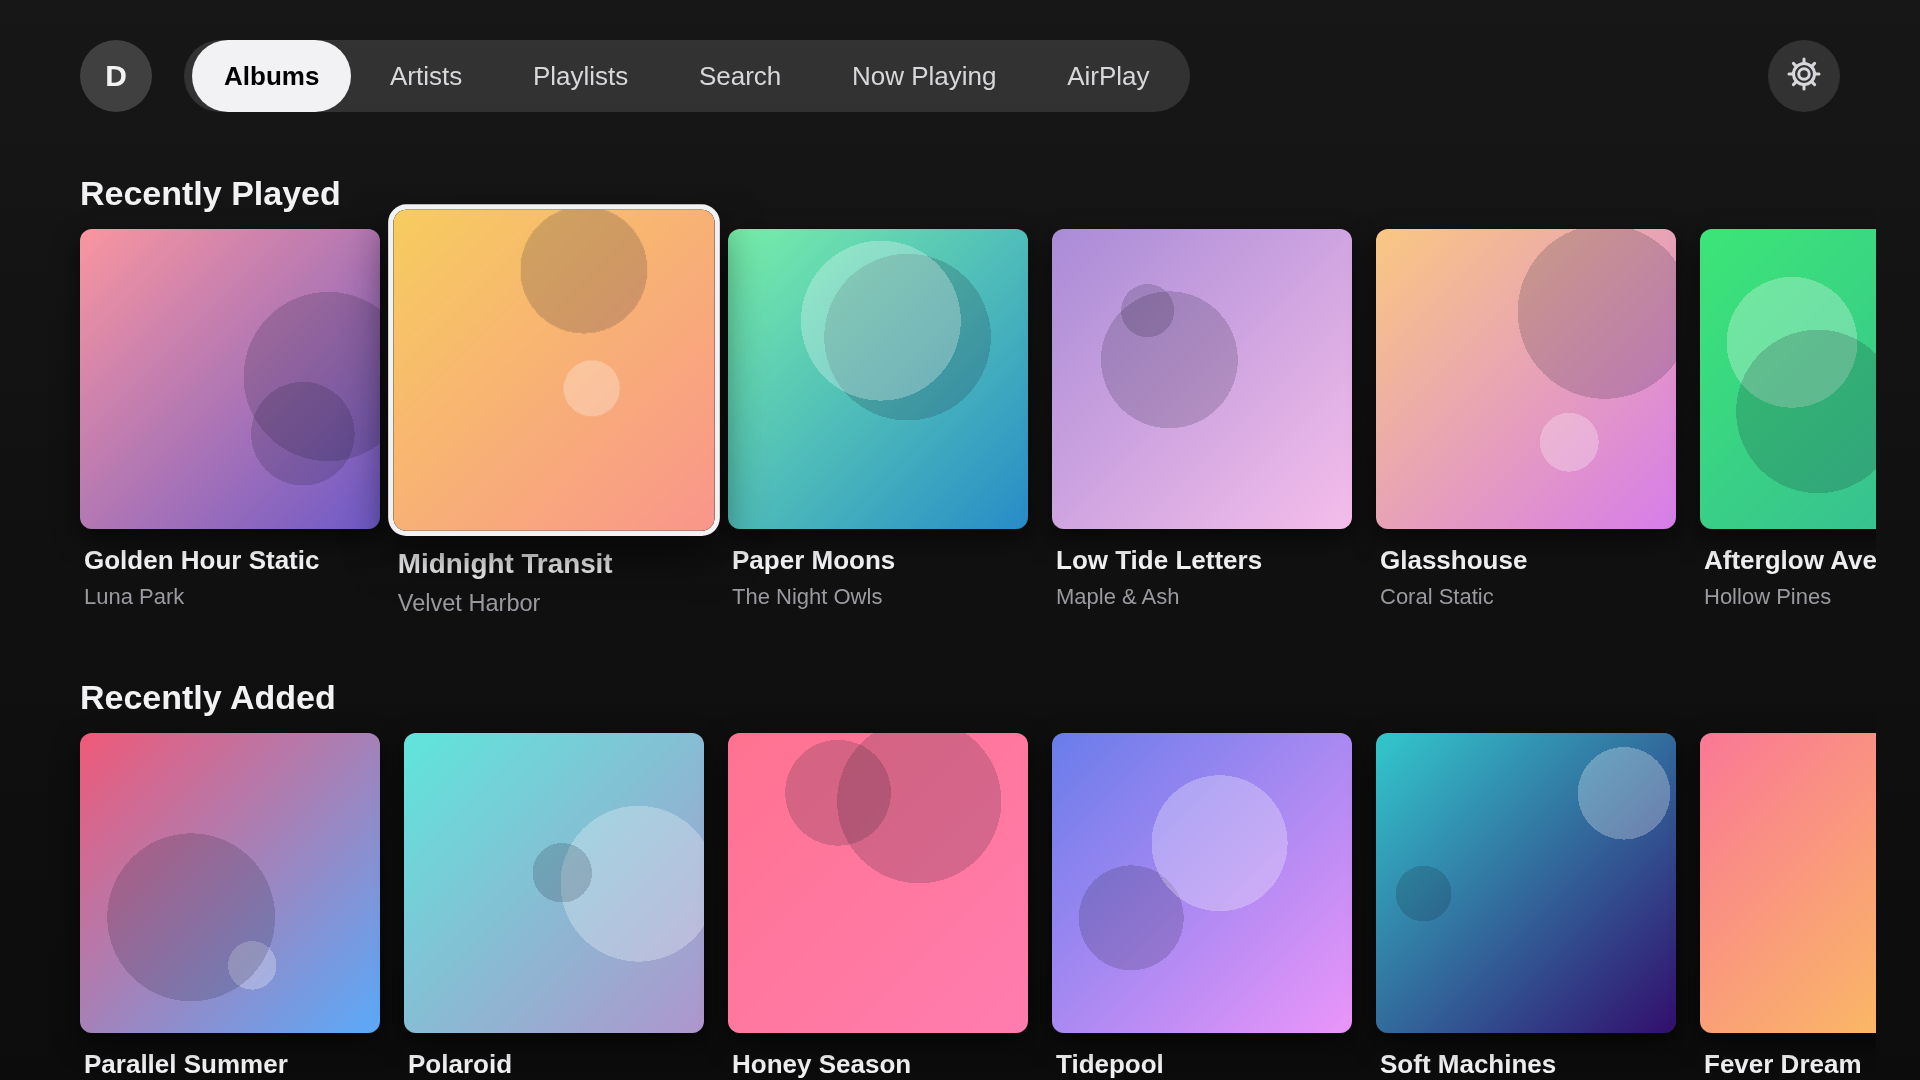 D
Albums
Artists
Playlists
Search
Now Playing
AirPlay
Recently Played
Golden Hour Static
Luna Park
Midnight Transit
Velvet Harbor
Paper Moons
The Night Owls
Low Tide Letters
Maple & Ash
Glasshouse
Coral Static
Afterglow Ave
Hollow Pines
Recently Added
Parallel Summer
Polaroid
Honey Season
Tidepool
Soft Machines
Fever Dream